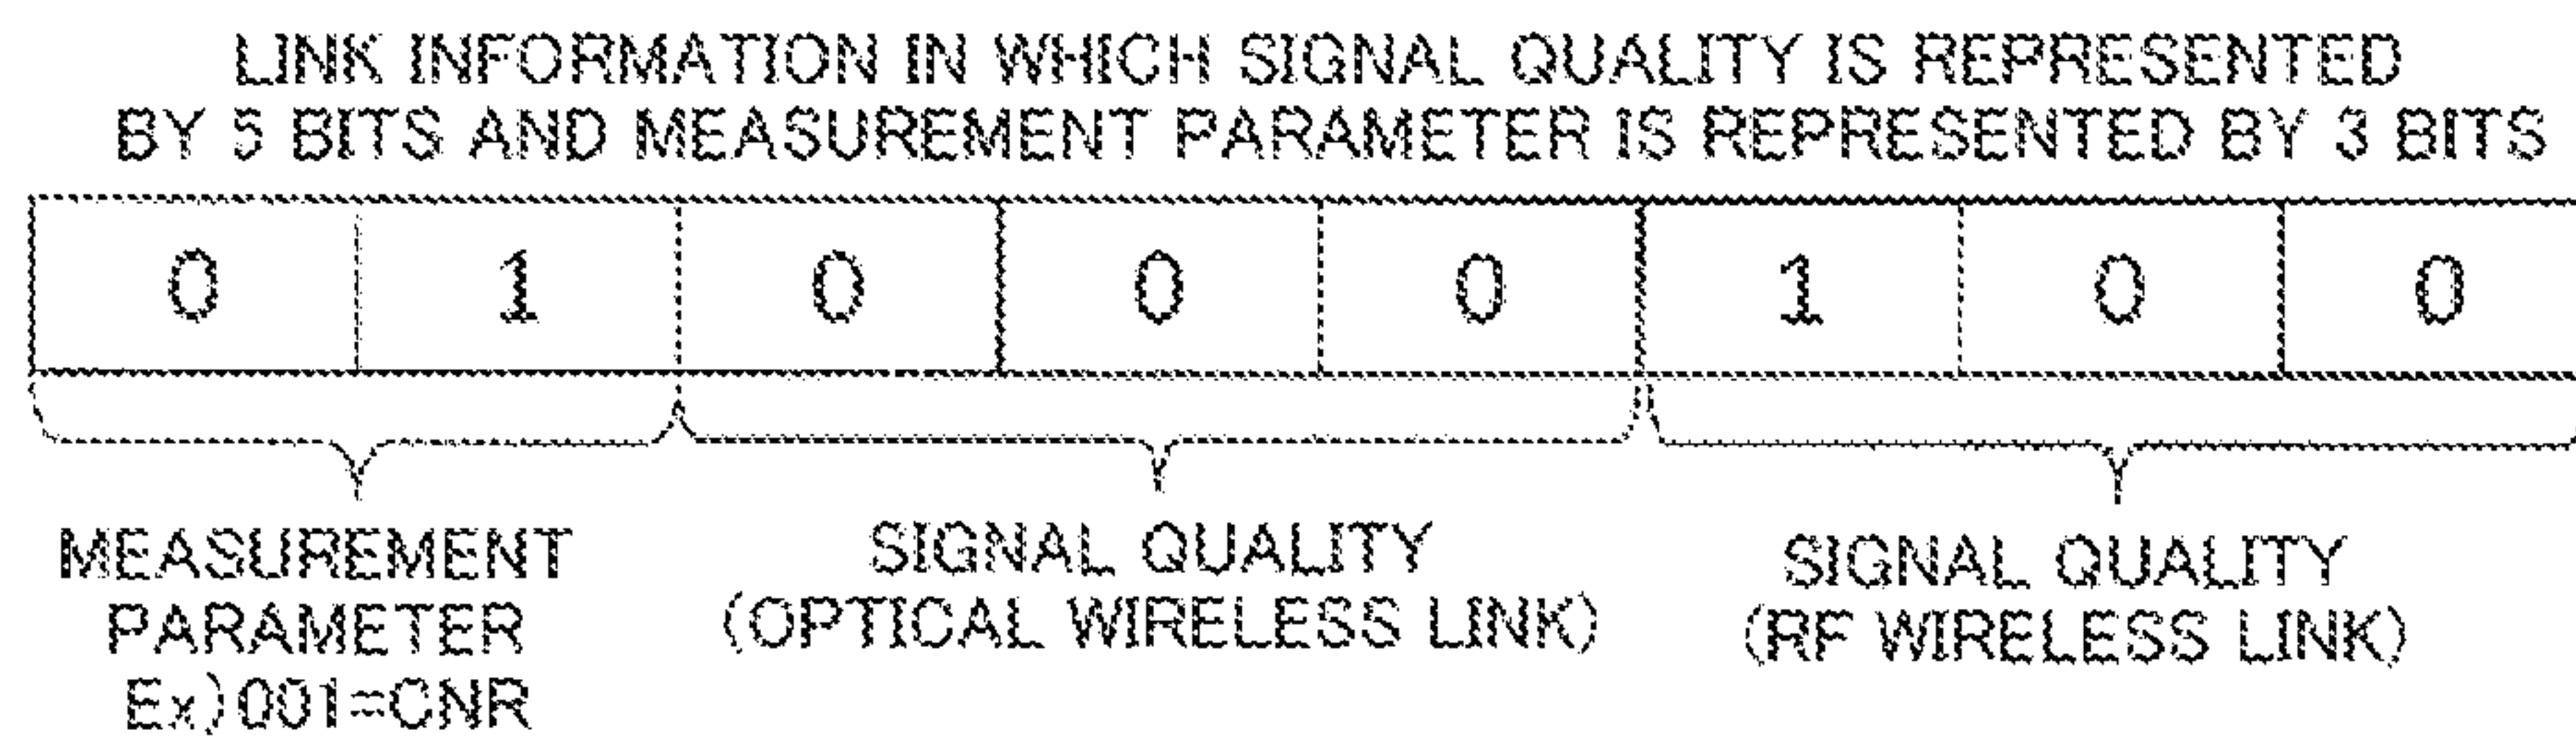 LINK INFORMATION IN WHICH SIGNAL QUALITY IS REPRESENTED
BY 5 BITS AND MEASUREMENT PARAMETER IS REPRESENTED BY 3 BITS
0 1 0 0 0 1 0 0
MEASUREMENT
PARAMETER
Ex)001=CNR
SIGNAL QUALITY
(OPTICAL WIRELESS LINK)
SIGNAL QUALITY
(RF WIRELESS LINK)